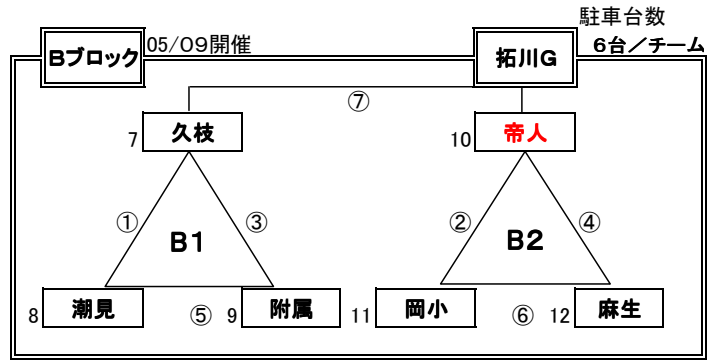 駐車台数
Bブロック 05/09開催 拓川G 6台/チーム
⑦
7 久枝 10 帝人
① ③ ② ④
B1 B2
8 潮見 ⑤ 9 附属 11 岡小 ⑥ 12 麻生